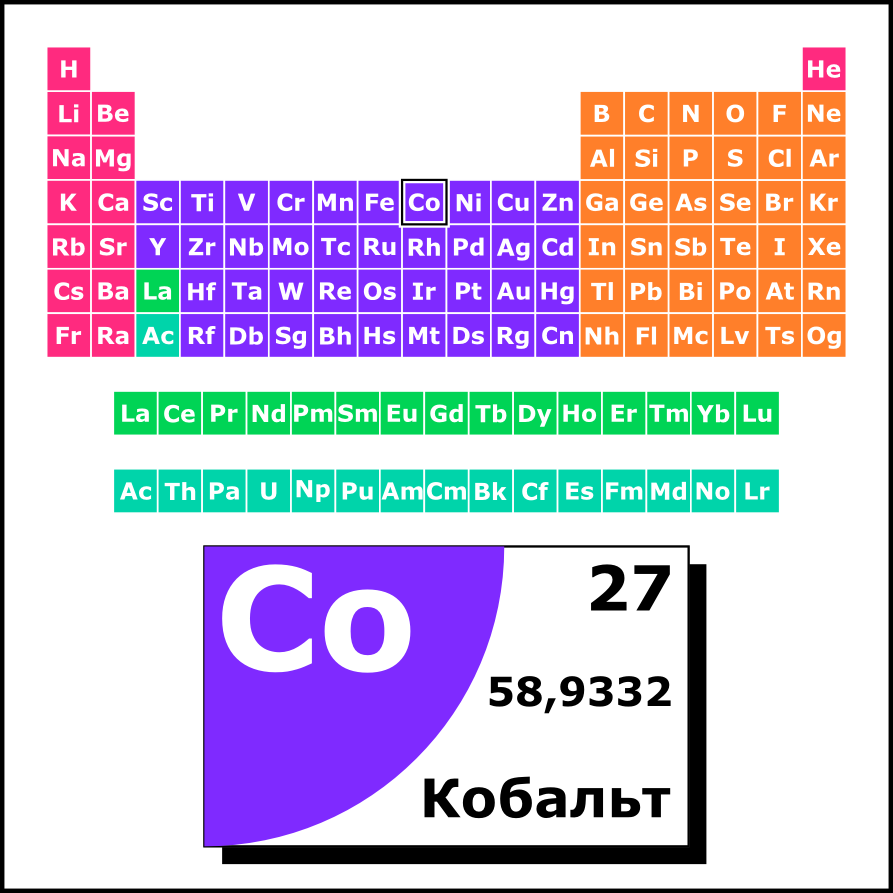 H He
Li Be B C N O F Ne
Na Mg Al Si P S Cl Ar
K Ca Sc Ti V Cr Mn Fe Co Ni Cu Zn Ga Ge As Se Br Kr
Rb Sr Y Zr Nb Mo Tc Ru Rh Pd Ag Cd In Sn Sb Te I Xe
Cs Ba La Hf Ta W Re Os Ir Pt Au Hg Tl Pb Bi Po At Rn
Fr Ra Ac Rf Db Sg Bh Hs Mt Ds Rg Cn Nh Fl Mc Lv Ts Og
La Ce Pr Nd Pm Sm Eu Gd Tb Dy Ho Er Tm Yb Lu
Ac Th Pa U Np Pu Am Cm Bk Cf Es Fm Md No Lr
Co 27
58,9332
Кобальт